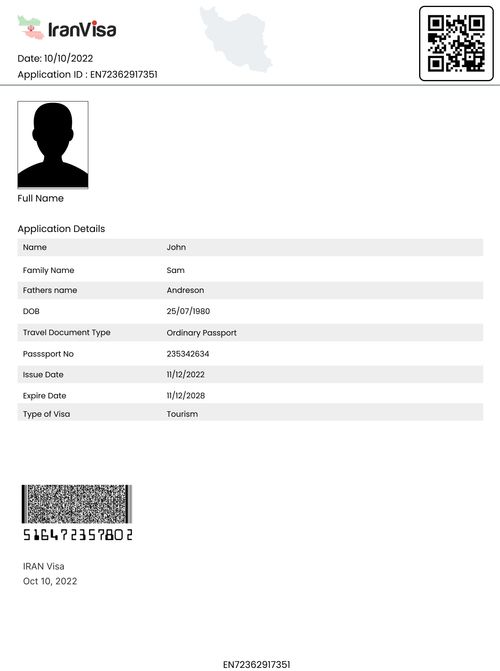 IranVisa
Date: 10/10/2022
Application ID : EN72362917351
Full Name
Application Details
Name John
Family Name Sam
Fathers name Andreson
DOB 25/07/1980
Travel Document Type Ordinary Passport
Passsport No 235342634
Issue Date 11/12/2022
Expire Date 11/12/2028
Type of Visa Tourism
516472357802
IRAN Visa
Oct 10, 2022
EN72362917351